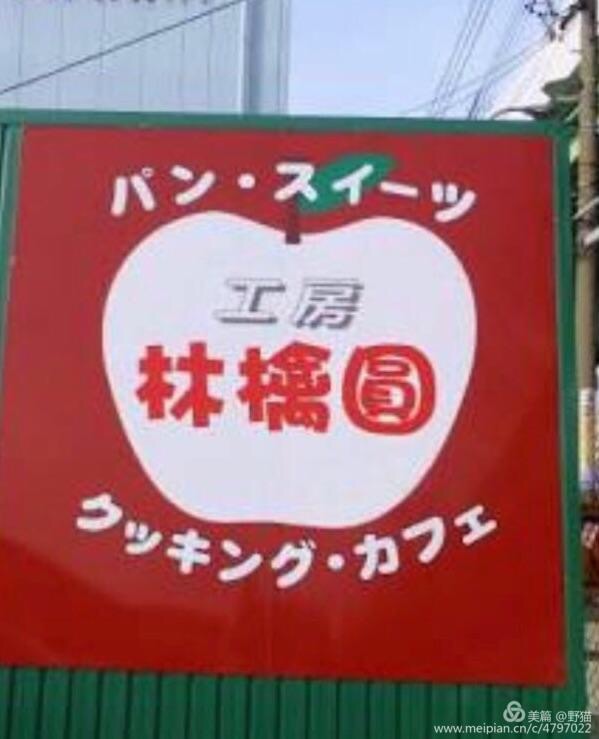 パン・スイーツ
工房
林檎圓
クッキング・カフェ
美篇 @野猫
www.meipian.cn/c/4797022